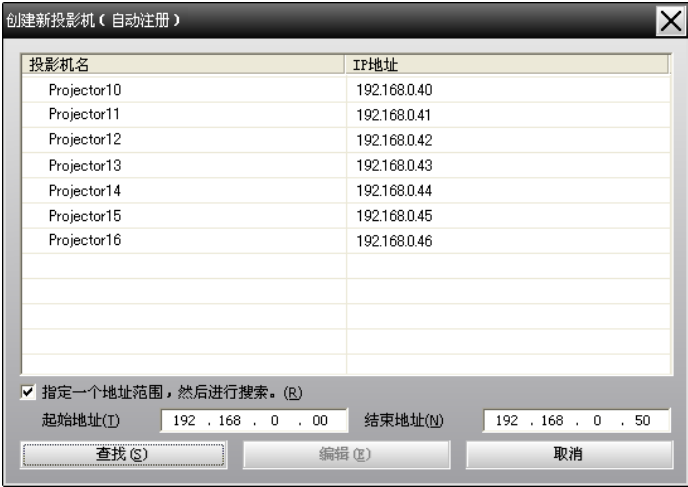 创建新投影机(自动注册)
投影机名 IP地址
Projector10 192.168.0.40
Projector11 192.168.0.41
Projector12 192.168.0.42
Projector13 192.168.0.43
Projector14 192.168.0.44
Projector15 192.168.0.45
Projector16 192.168.0.46
指定一个地址范围,然后进行搜索。(R)
起始地址(T) 192 . 168 . 0 . 00 结束地址(N) 192 . 168 . 0 . 50
查找(S) 编辑(E) 取消